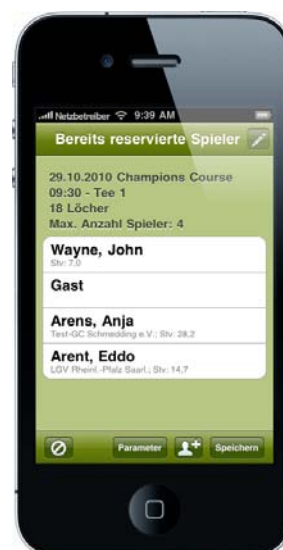 Netzbetreiber 9:39 AM
Bereits reservierte Spieler
29.10.2010 Champions Course
09:30 - Tee 1
18 Löcher
Max. Anzahl Spieler: 4
Wayne, John
Stv: 7,0
Gast
Arens, Anja
Test-GC Schmedding e.V.; Stv: 28,2
Arent, Eddo
LGV Rheinl.-Pfalz Saarl.; Stv: 14,7
Parameter Speichern